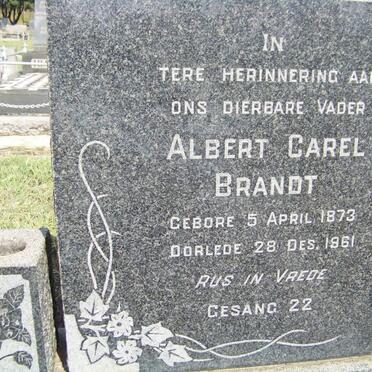 IN
TERE HERINNERING AAN
ONS DIERBARE VADER
ALBERT CAREL
BRANDT
GEBORE 5 APRIL 1873
OORLEDE 28 DES. 1961
RUS IN VREDE
GESANG 22